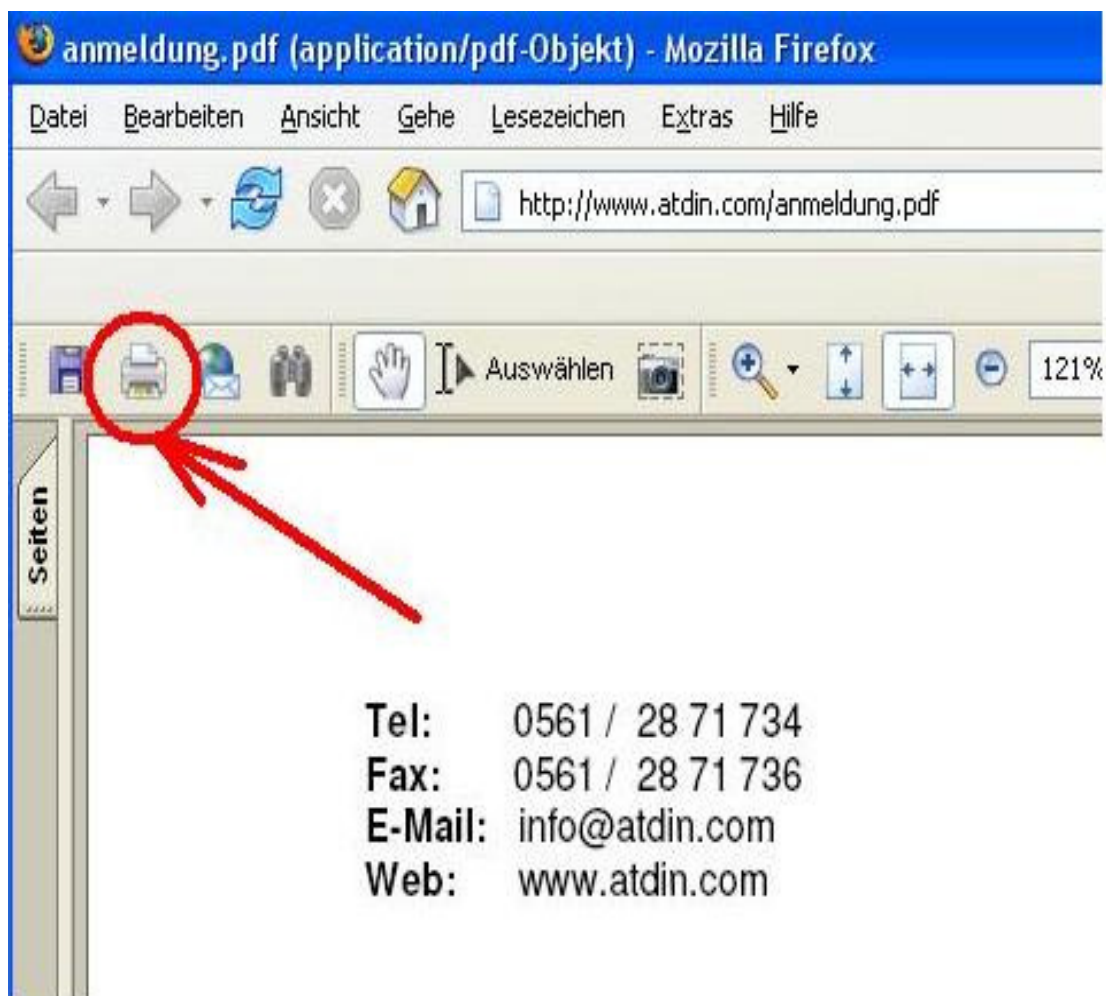 anmeldung.pdf (application/pdf-Objekt) - Mozilla Firefox
Datei Bearbeiten Ansicht Gehe Lesezeichen Extras Hilfe
http://www.atdin.com/anmeldung.pdf
Auswählen 121%
Seiten
Tel: 0561 / 28 71 734
Fax: 0561 / 28 71 736
E-Mail: info@atdin.com
Web: www.atdin.com